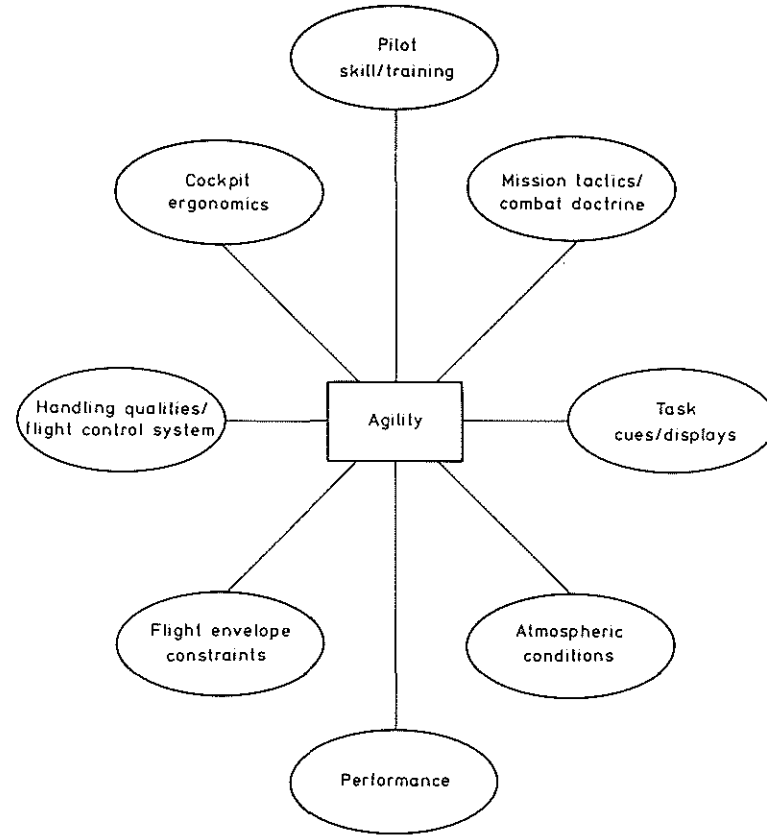 Pilot
skill/training
Cockpit
ergonomics
Mission tactics/
combat doctrine
Handling qualities/
flight control system
Agility
Task
cues/displays
Flight envelope
constraints
Atmospheric
conditions
Performance